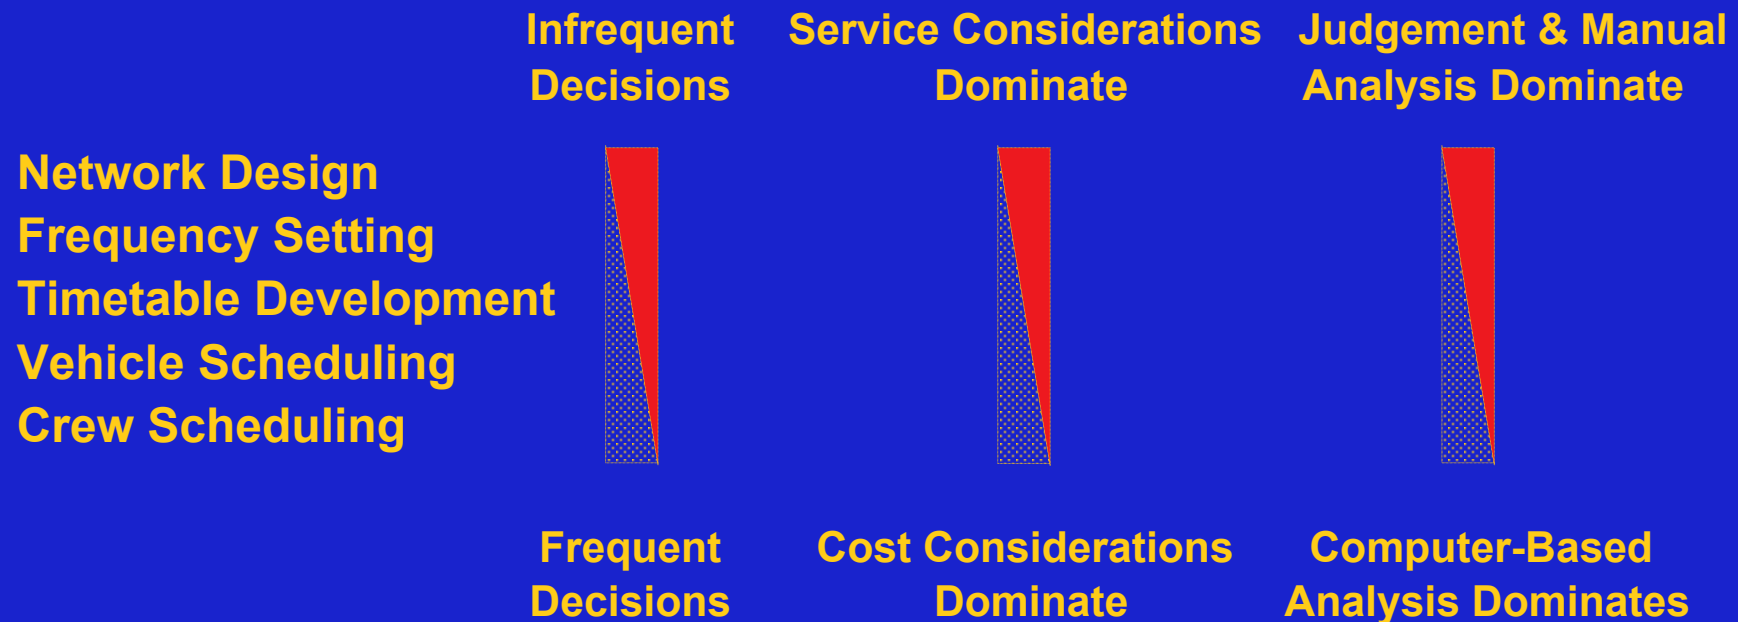 Infrequent
Decisions
Service Considerations
Dominate
Judgement & Manual
Analysis Dominate
Network Design
Frequency Setting
Timetable Development
Vehicle Scheduling
Crew Scheduling
Frequent
Decisions
Cost Considerations
Dominate
Computer-Based
Analysis Dominates